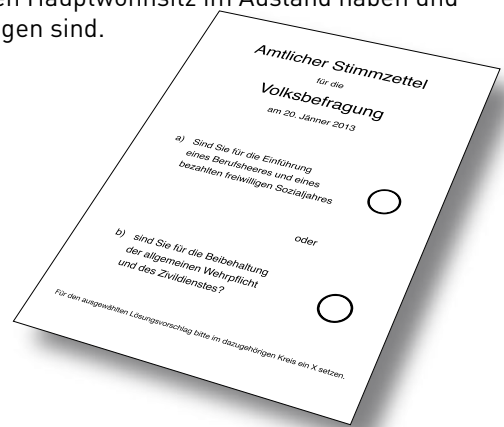 en Hauptwohnsitz im Ausland haben und
gen sind.
Amtlicher Stimmzettel
für die
Volksbefragung
am 20. Jänner 2013
a) Sind Sie für die Einführung
eines Berufsheeres und eines
bezahlten freiwilligen Sozialjahres
oder
b) sind Sie für die Beibehaltung
der allgemeinen Wehrpflicht
und des Zivildienstes?
Für den ausgewählten Lösungsvorschlag bitte im dazugehörigen Kreis ein X setzen.